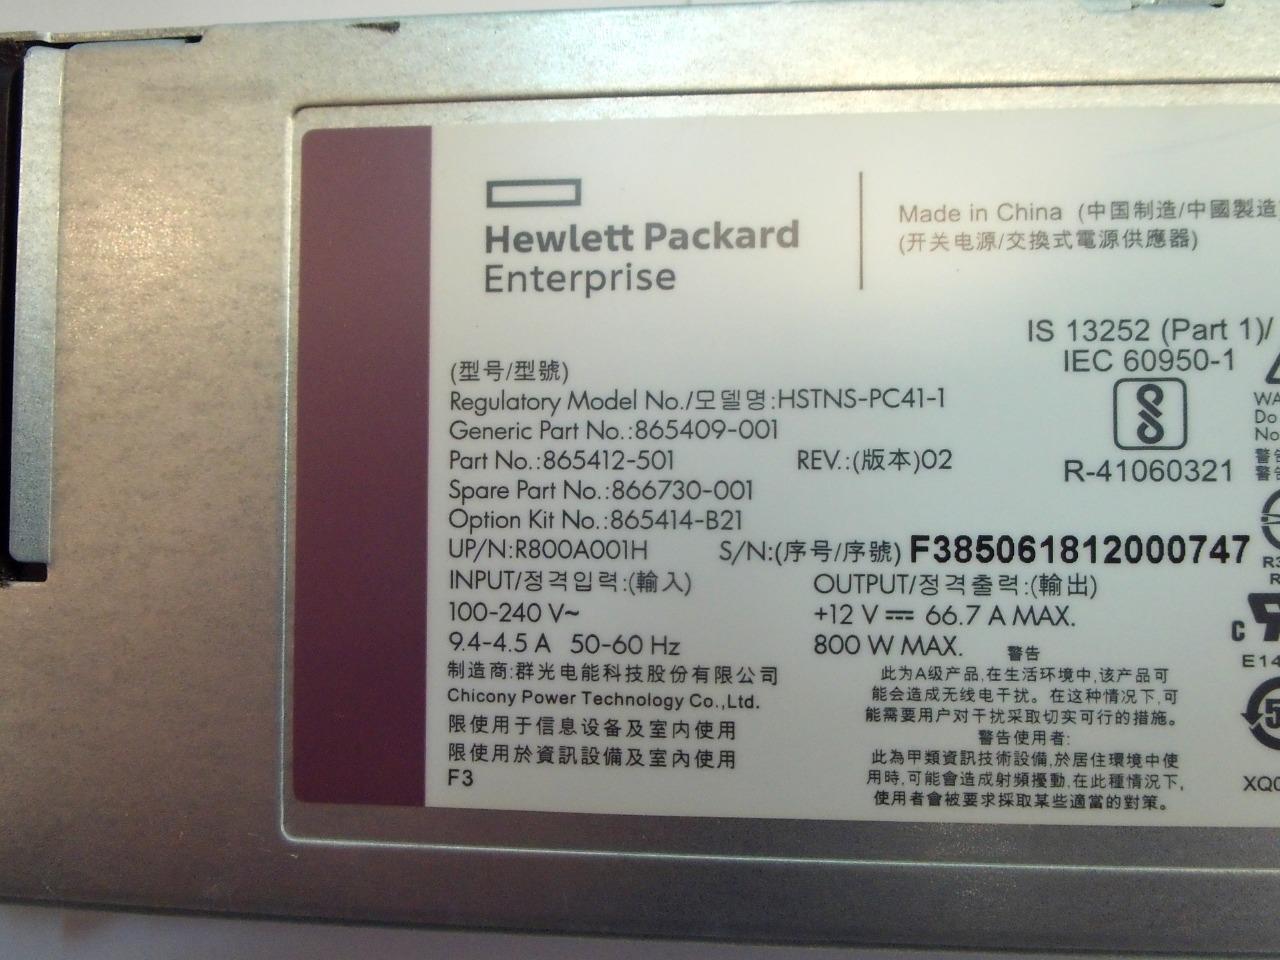 Hewlett Packard
Enterprise
Made in China (中国制造/中國製造
(开关电源/交換式電源供應器)
IS 13252 (Part 1)/
IEC 60950-1
R-41060321
(型号/型號)
Regulatory Model No./모델명:HSTNS-PC41-1
Generic Part No.:865409-001
Part No.:865412-501 REV.:(版本)02
Spare Part No.:866730-001
Option Kit No.:865414-B21
UP/N:R800A001H S/N:(序号/序號) F385061812000747
INPUT/정격입력:(輸入) OUTPUT/정격출력:(輸出)
100-240 V~ +12 V⎓ 66.7 A MAX.
9.4-4.5 A 50-60 Hz 800 W MAX.
制造商:群光电能科技股份有限公司
Chicony Power Technology Co.,Ltd.
限使用于信息设备及室内使用
限使用於資訊設備及室內使用
F3
警告
此为A级产品,在生活环境中,该产品可
能会造成无线电干扰。在这种情况下,可
能需要用户对干扰采取切实可行的措施。
警告使用者:
此為甲類資訊技術設備,於居住環境中使
用時,可能會造成射頻擾動,在此種情況下,
使用者會被要求採取某些適當的對策。
WA
Do
No
警告
警告
R3
R
c
E14
5
XQ0